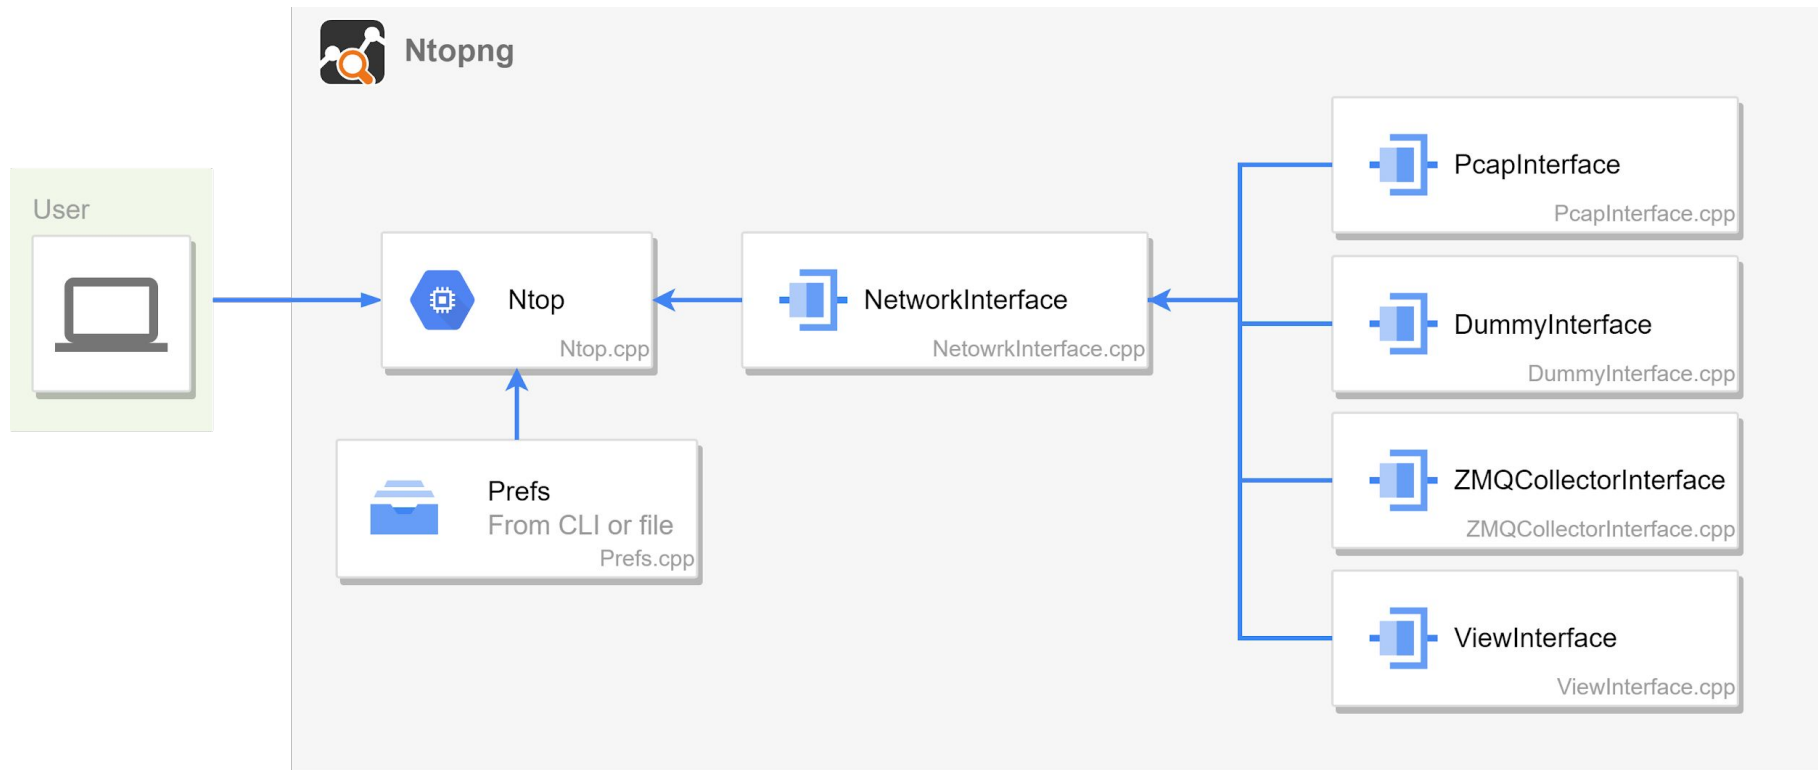 Ntopng
User
Ntop
Ntop.cpp
Prefs
From CLI or file
Prefs.cpp
NetworkInterface
NetowrkInterface.cpp
PcapInterface
PcapInterface.cpp
DummyInterface
DummyInterface.cpp
ZMQCollectorInterface
ZMQCollectorInterface.cpp
ViewInterface
ViewInterface.cpp